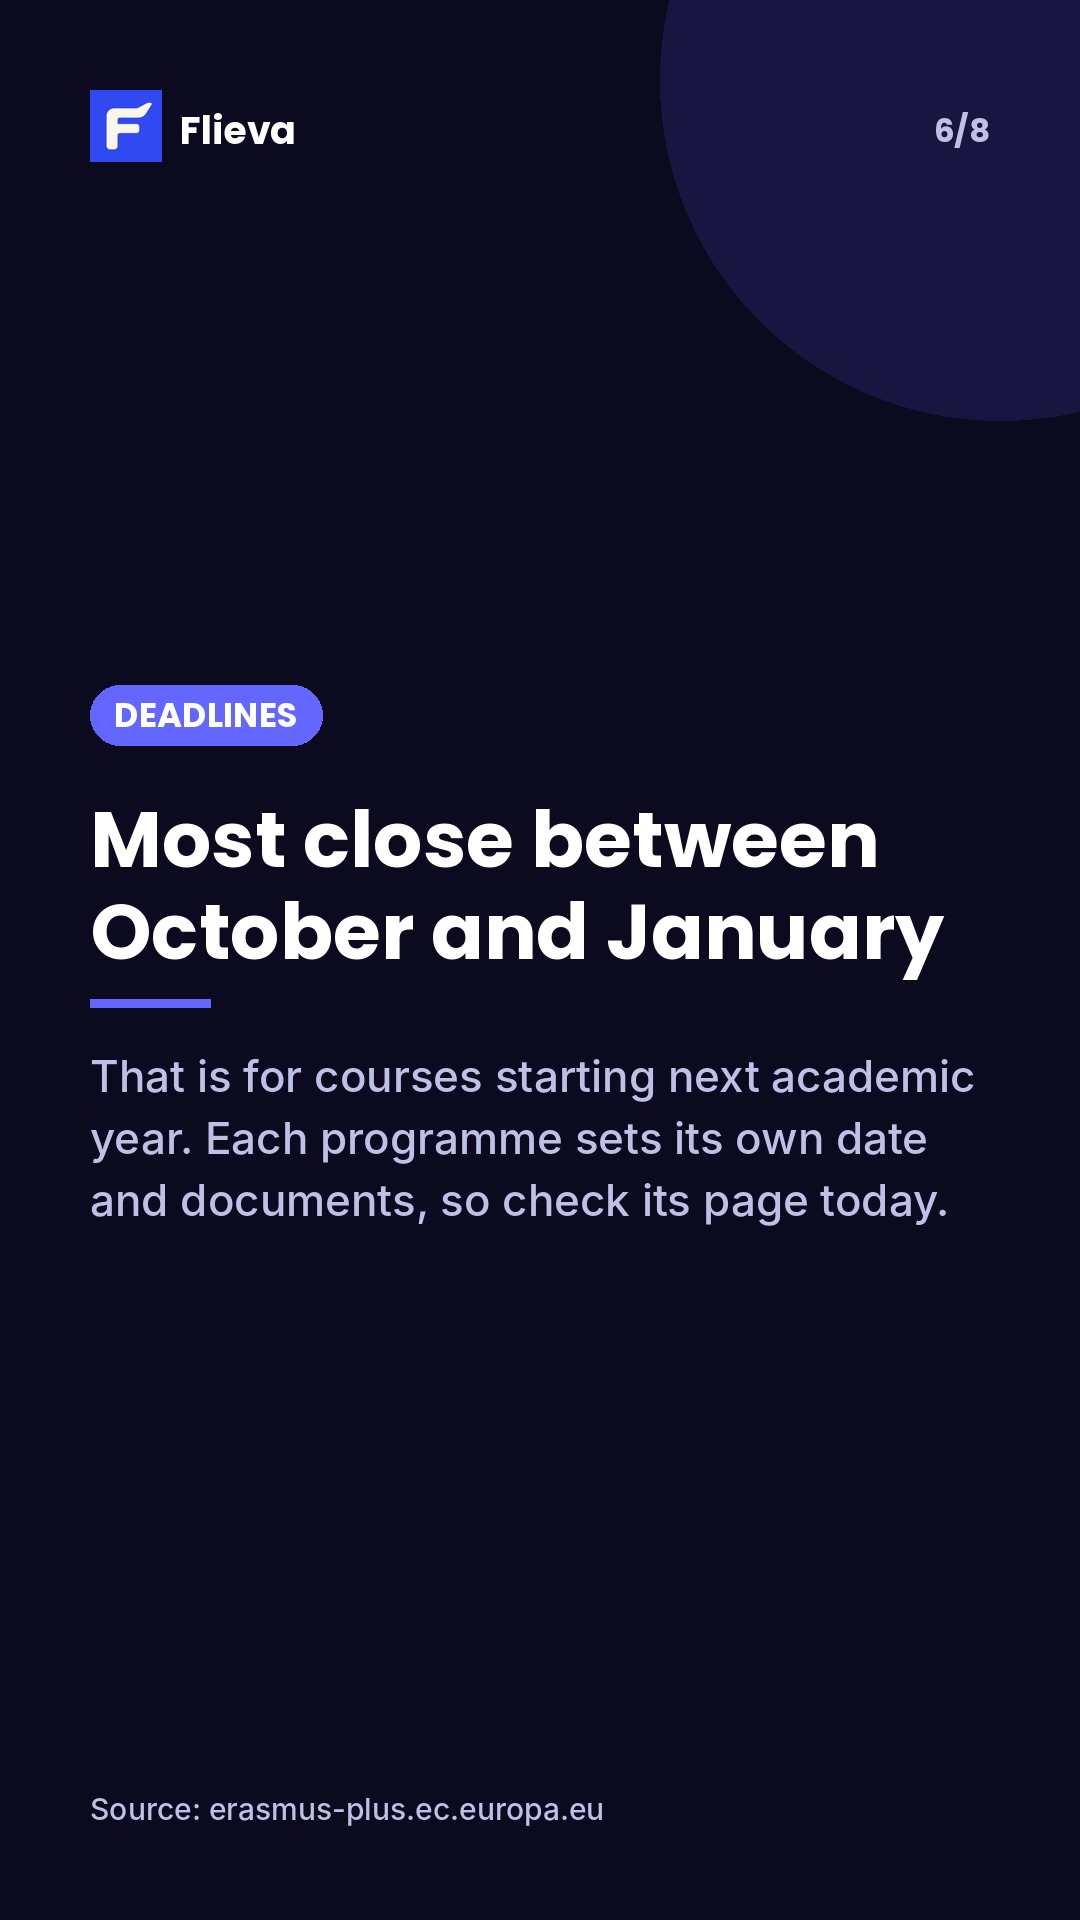 Flieva
6/8
DEADLINES
Most close between
October and January
That is for courses starting next academic
year. Each programme sets its own date
and documents, so check its page today.
Source: erasmus-plus.ec.europa.eu